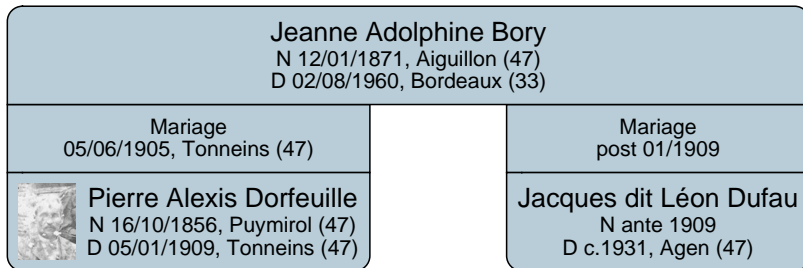 Jeanne Adolphine Bory
N 12/01/1871, Aiguillon (47)
D 02/08/1960, Bordeaux (33)
Mariage
05/06/1905, Tonneins (47)
Pierre Alexis Dorfeuille
N 16/10/1856, Puymirol (47)
D 05/01/1909, Tonneins (47)
Mariage
post 01/1909
Jacques dit Léon Dufau
N ante 1909
D c.1931, Agen (47)